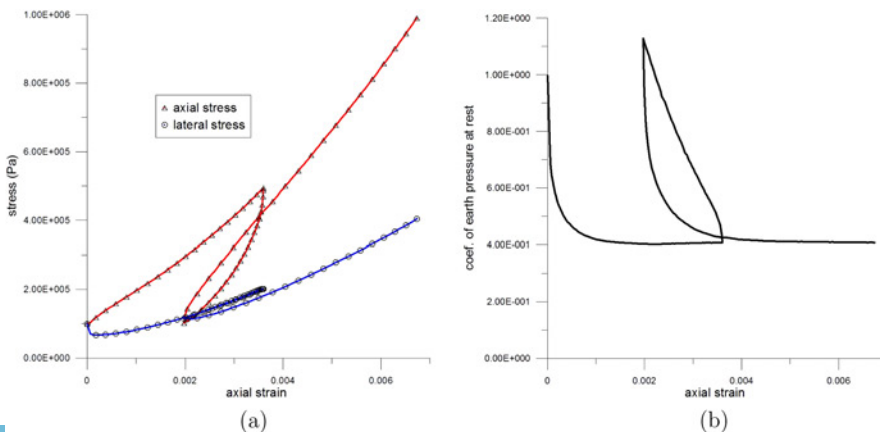 1.00E+006
8.00E+005
6.00E+005
4.00E+005
2.00E+005
0.00E+000
stress (Pa)
axial stress
lateral stress
0
0.002
0.004
0.006
axial strain
(a)
1.20E+000
1.00E+000
8.00E-001
6.00E-001
4.00E-001
2.00E-001
0.00E+000
coef. of earth pressure at rest
0
0.002
0.004
0.006
axial strain
(b)